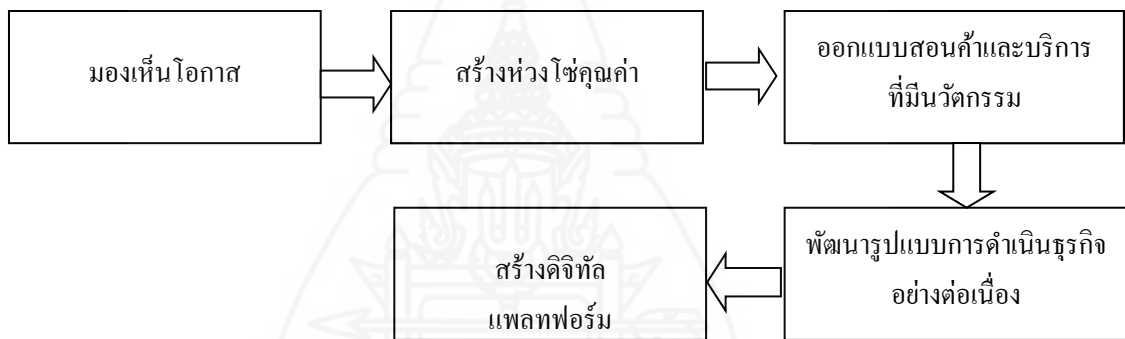 มองเห็นโอกาส
สร้างห่วงโซ่คุณค่า
ออกแบบสอนค้าและบริการ
ที่มีนวัตกรรม
พัฒนารูปแบบการดำเนินธุรกิจ
อย่างต่อเนื่อง
สร้างดิจิทัล
แพลทฟอร์ม